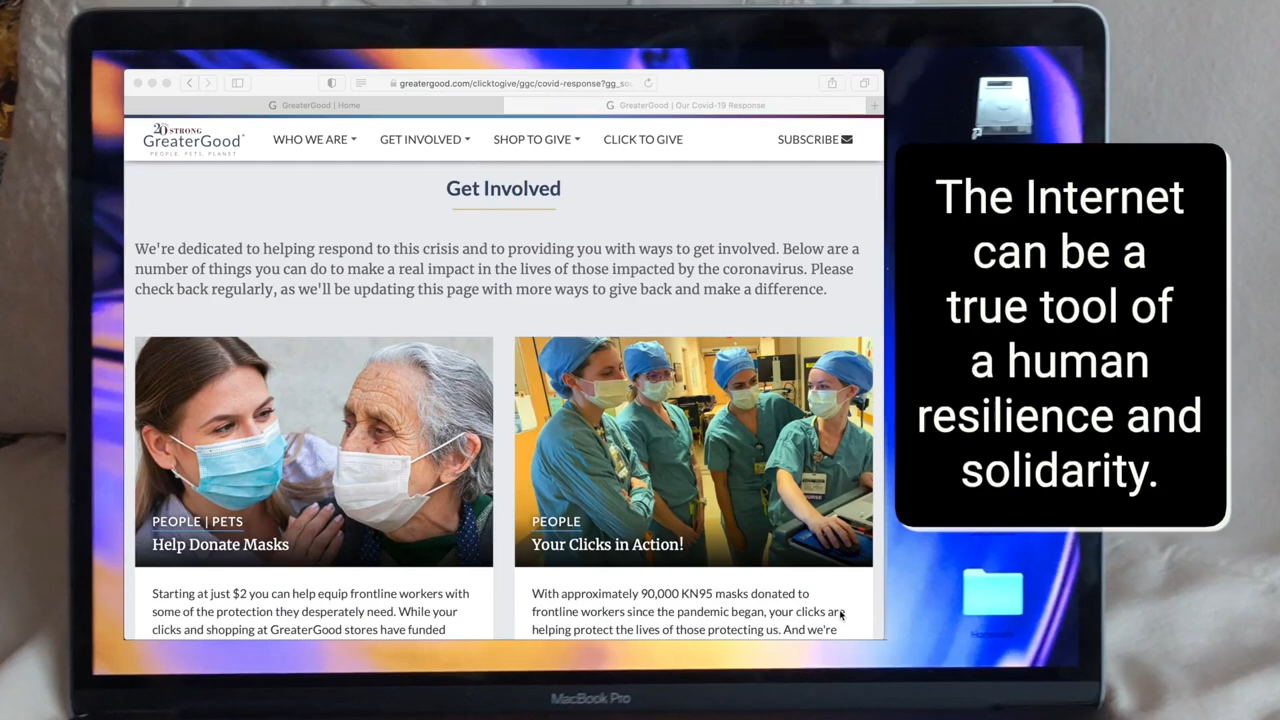 greatergood.com/clicktogive/ggc/covid-response?gg_so
GreaterGood | Home
GreaterGood | Our Covid-19 Response
20 STRONG
GreaterGood
PEOPLE. PETS. PLANET
WHO WE ARE
GET INVOLVED
SHOP TO GIVE
CLICK TO GIVE
SUBSCRIBE
Get Involved
We're dedicated to helping respond to this crisis and to providing you with ways to get involved. Below are a
number of things you can do to make a real impact in the lives of those impacted by the coronavirus. Please
check back regularly, as we'll be updating this page with more ways to give back and make a difference.
PEOPLE | PETS
Help Donate Masks
Starting at just $2 you can help equip frontline workers with
some of the protection they desperately need. While your
clicks and shopping at GreaterGood stores have funded
PEOPLE
Your Clicks in Action!
With approximately 90,000 KN95 masks donated to
frontline workers since the pandemic began, your clicks are
helping protect the lives of those protecting us. And we're
The Internet
can be a
true tool of
a human
resilience and
solidarity.
MacBook Pro